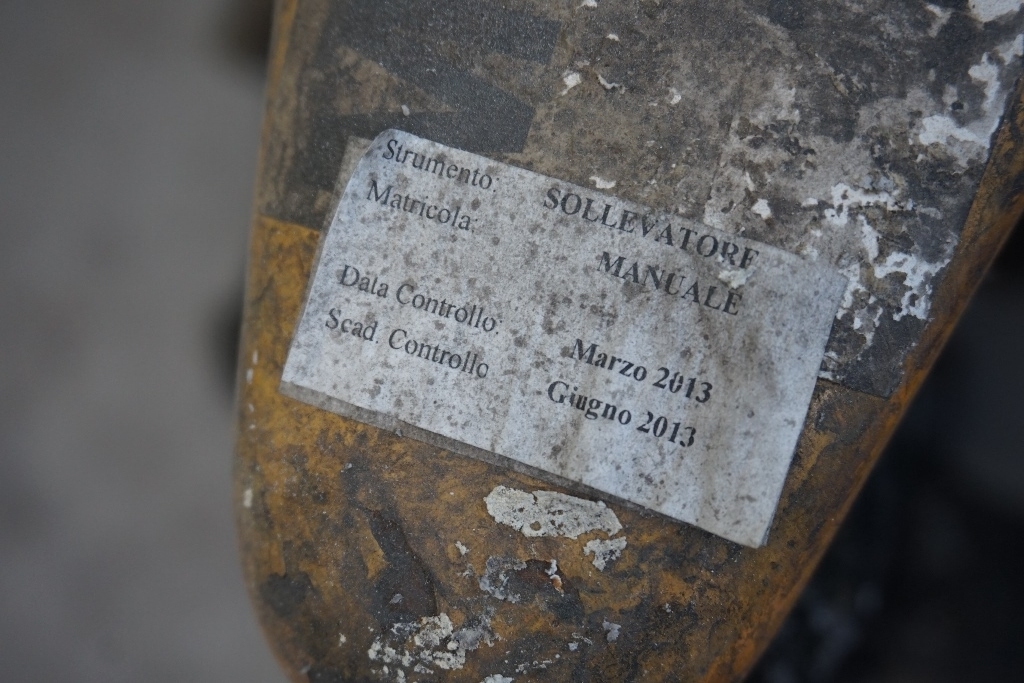 Strumento: SOLLEVATORE
Matricola: MANUALE
Data Controllo: Marzo 2013
Scad. Controllo Giugno 2013